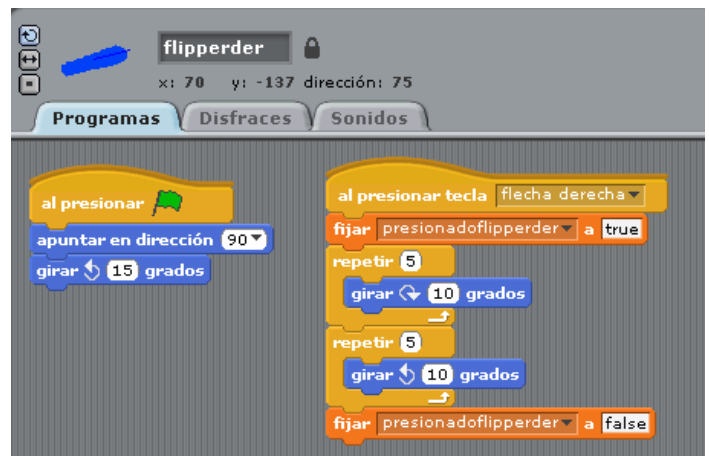 flipperder
x: 70 y: -137 dirección: 75
Programas Disfraces Sonidos
al presionar
apuntar en dirección 90
girar 15 grados
al presionar tecla flecha derecha
fijar presionadoflipperder a true
repetir 5
girar 10 grados
repetir 5
girar 10 grados
fijar presionadoflipperder a false